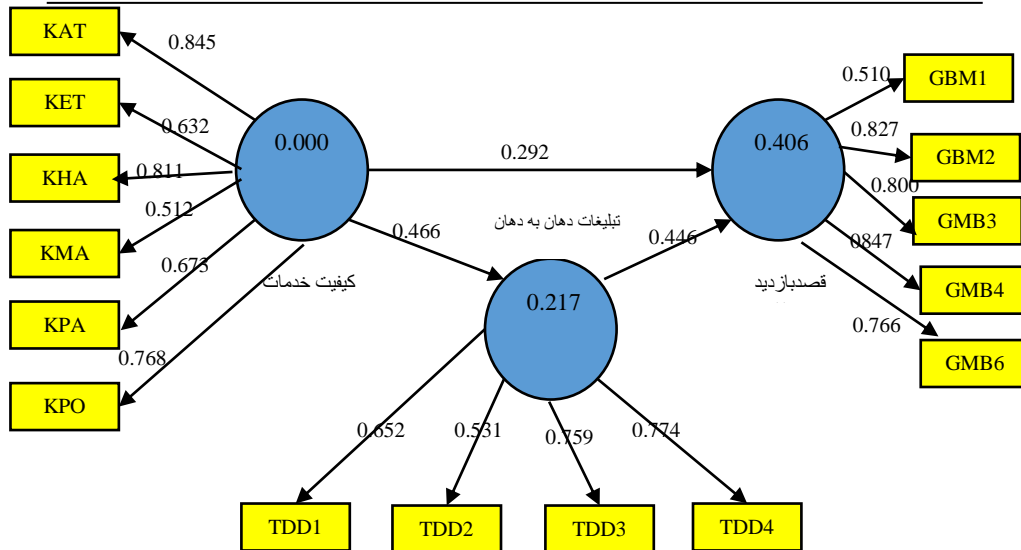 KAT
0.845
KET
0.632
KHA
0.811
KMA
0.512
KPA
0.673
KPO
0.768
0.000
کیفیت خدمات
0.292
0.466
تبلیغات دهان به دهان
0.446
0.217
0.406
قصدبازدید
0.510
GBM1
0.827
GBM2
0.800
GMB3
0847
GMB4
0.766
GMB6
0.652
0.531
0.759
0.774
TDD1
TDD2
TDD3
TDD4